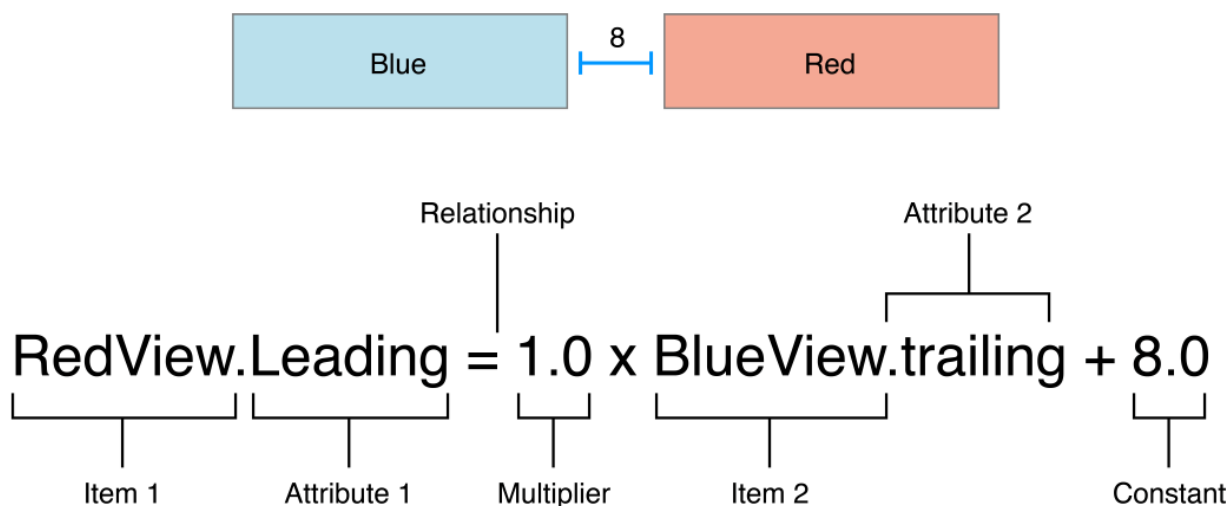 8
Blue
Red
Relationship
Attribute 2
RedView.Leading = 1.0 x BlueView.trailing + 8.0
Item 1
Attribute 1
Multiplier
Item 2
Constant